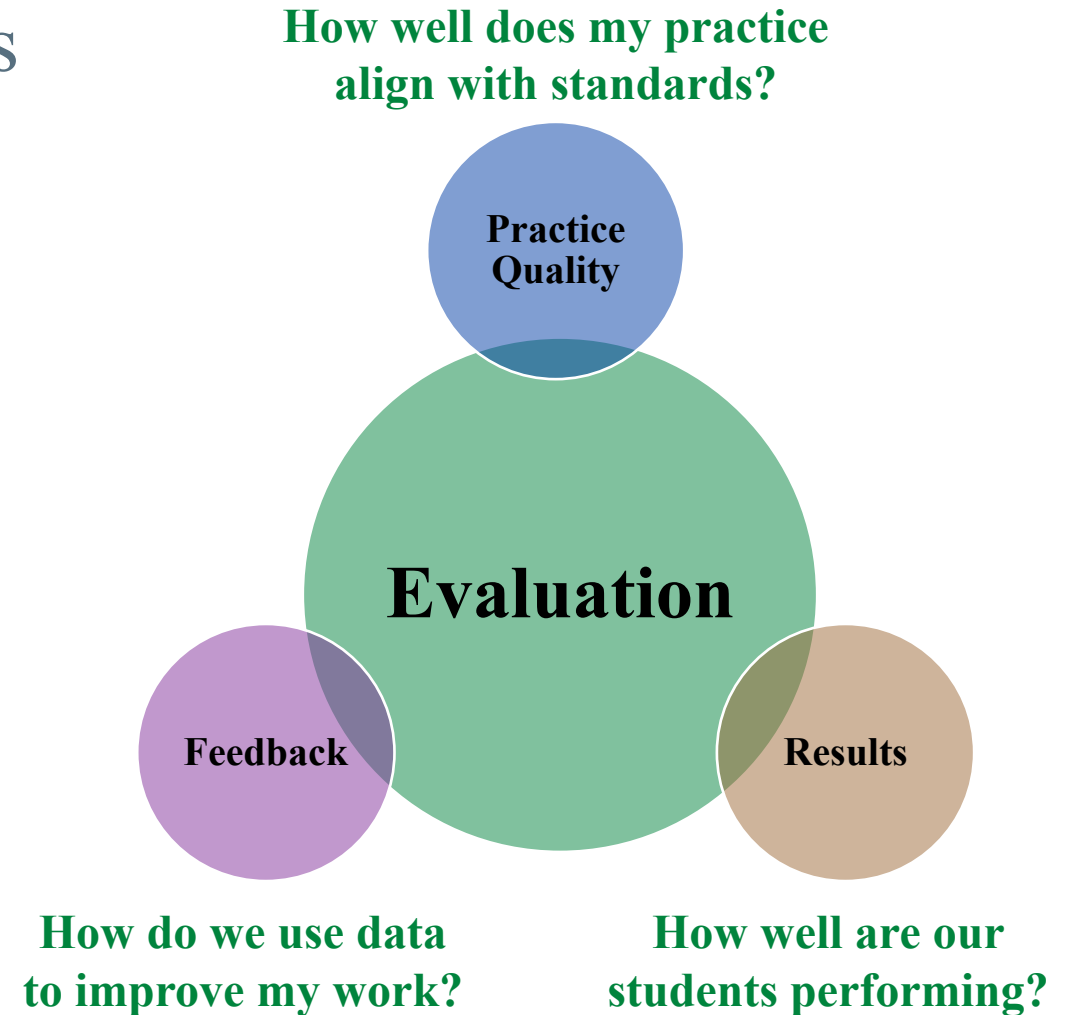 s
How well does my practice
align with standards?
Practice
Quality
Evaluation
Feedback
Results
How do we use data
to improve my work?
How well are our
students performing?